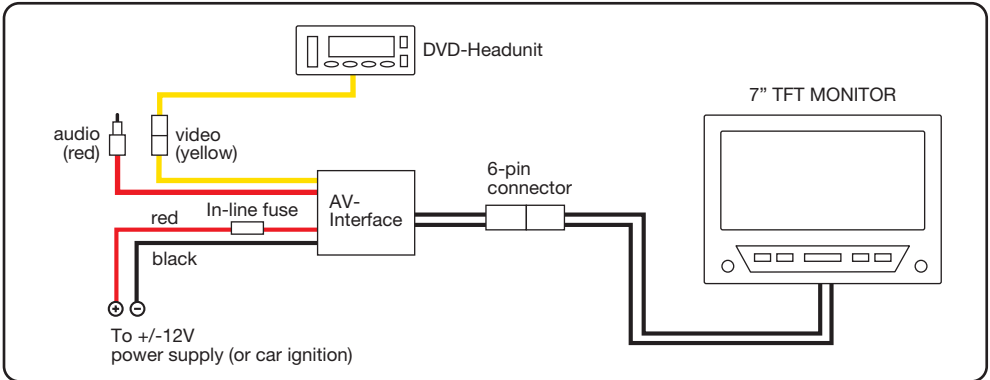 DVD-Headunit
7” TFT MONITOR
audio
(red)
video
(yellow)
6-pin
connector
AV-
Interface
In-line fuse
red
black
+ -
To +/-12V
power supply (or car ignition)